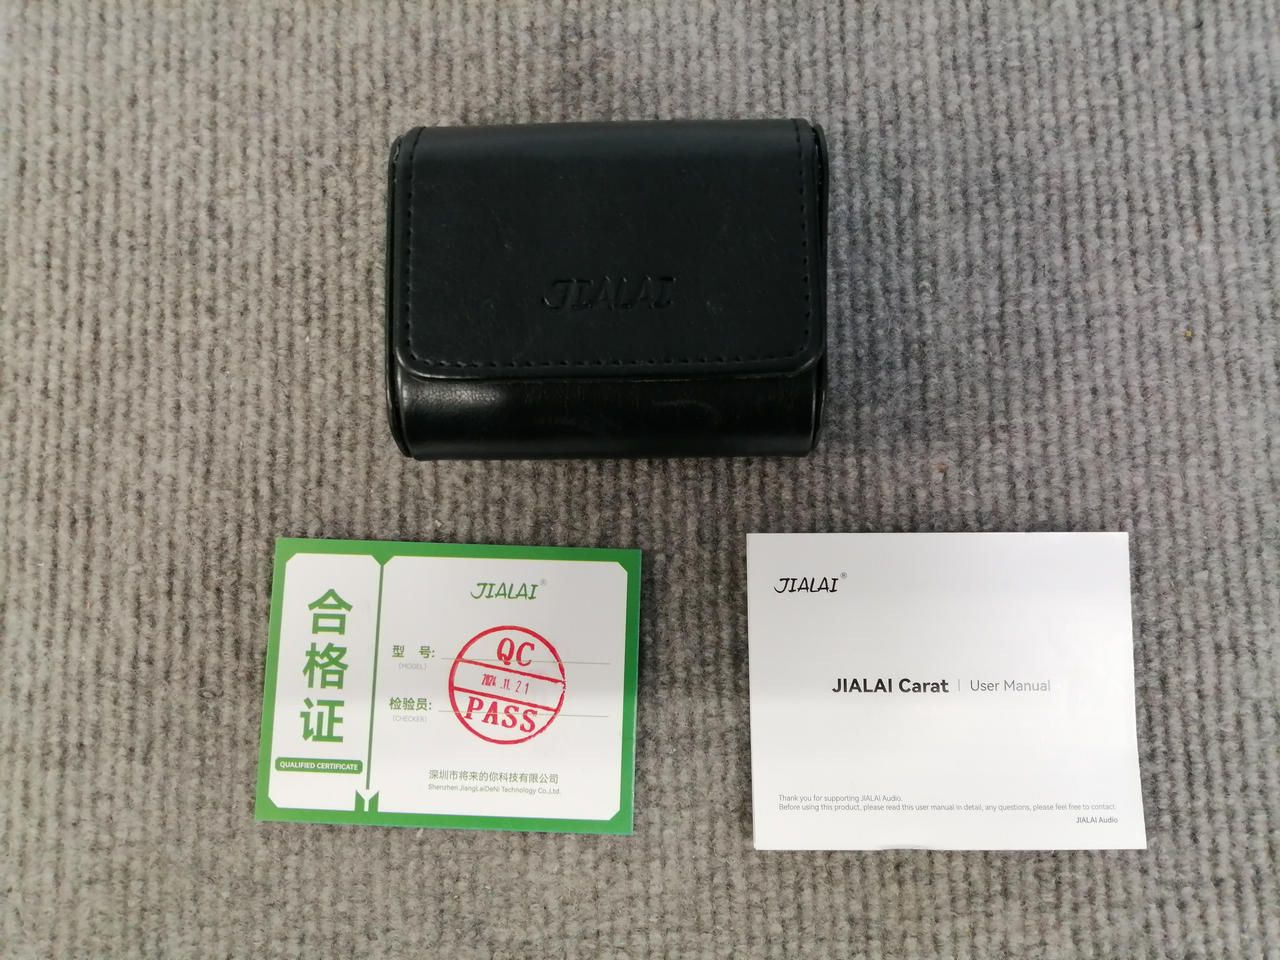 JIALAI
合格证
QUALIFIED CERTIFICATE
JIALAI®
型 号:
(MODEL)
检验员:
(CHECKER)
QC
2024.11.21
PASS
深圳市将来的你科技有限公司
Shenzhen JiangLaiDeNi Technology Co.,Ltd.
JIALAI®
JIALAI Carat | User Manual
Thank you for supporting JIALAI Audio.
Before using this product, please read this user manual in detail, any questions, please feel free to contact.
JIALAI Audio